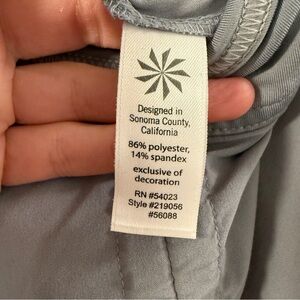 Designed in
Sonoma County,
California
86% polyester,
14% spandex
exclusive of
decoration
RN #54023
Style #219056
#56088